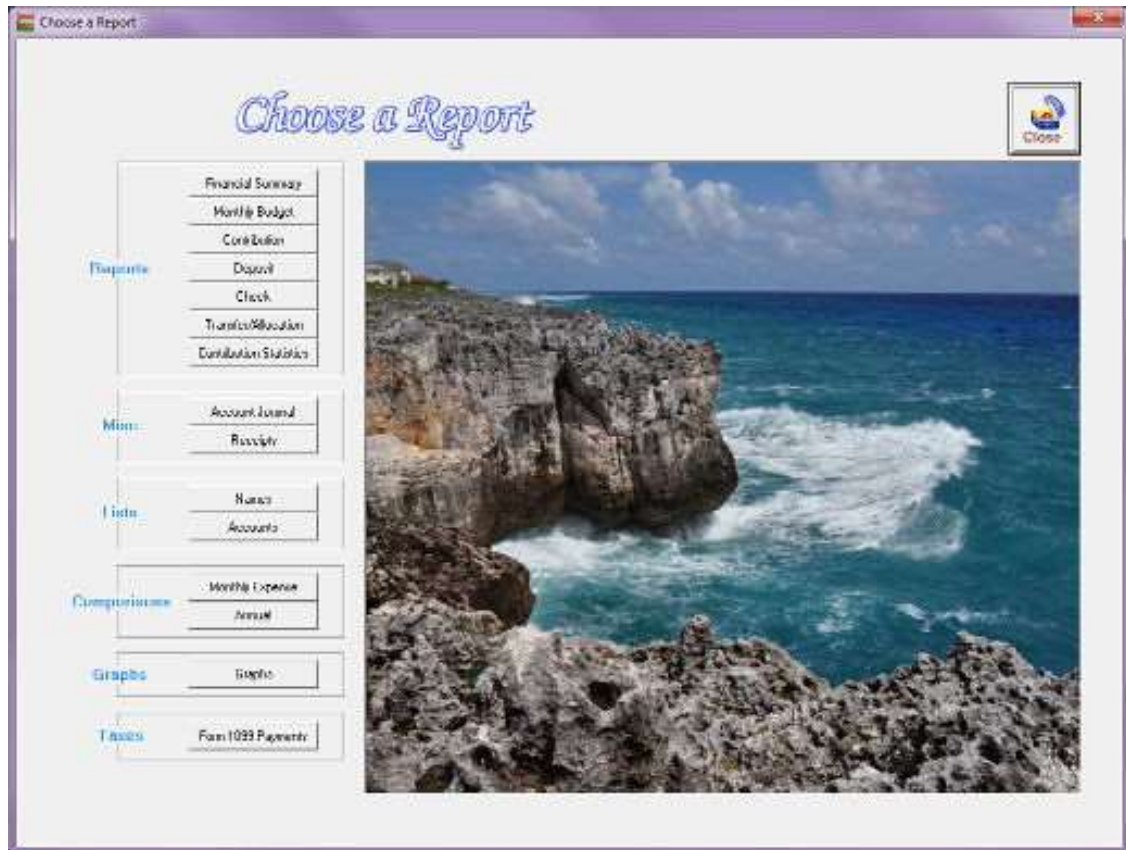 Choose a Report
Choose a Report
Close
Reports
Financial Summary
Monthly Budget
Contribution
Deposit
Check
Transfer/Allocation
Contribution Statistics
Misc
Account Journal
Receipts
Lists
Names
Accounts
Comparisons
Monthly Expense
Annual
Graphs
Graphs
Taxes
Form 1099 Payments